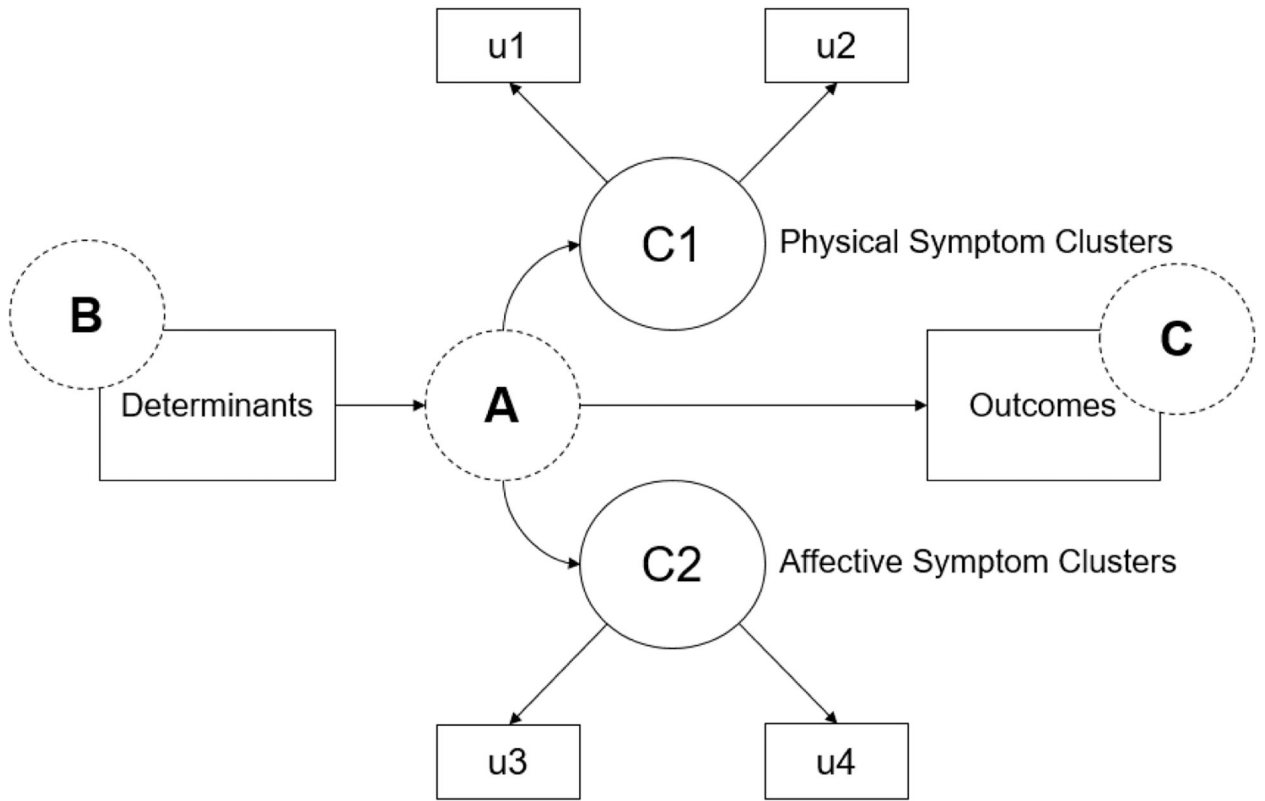 u1
u2
C1
Physical Symptom Clusters
B
Determinants
A
Outcomes
C
C2
Affective Symptom Clusters
u3
u4